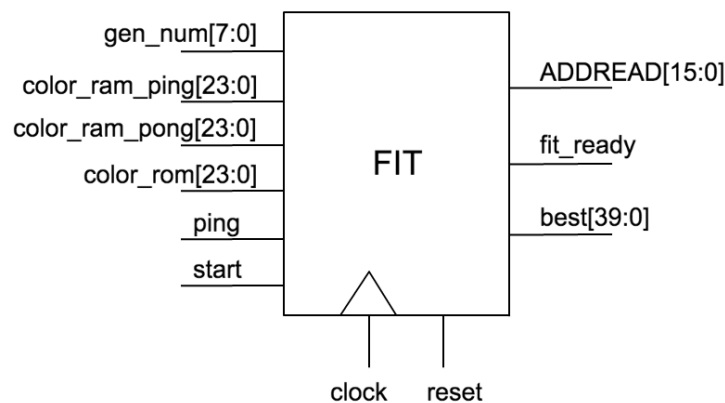 gen_num[7:0]
color_ram_ping[23:0]
color_ram_pong[23:0]
color_rom[23:0]
ping
start
FIT
ADDREAD[15:0]
fit_ready
best[39:0]
clock reset